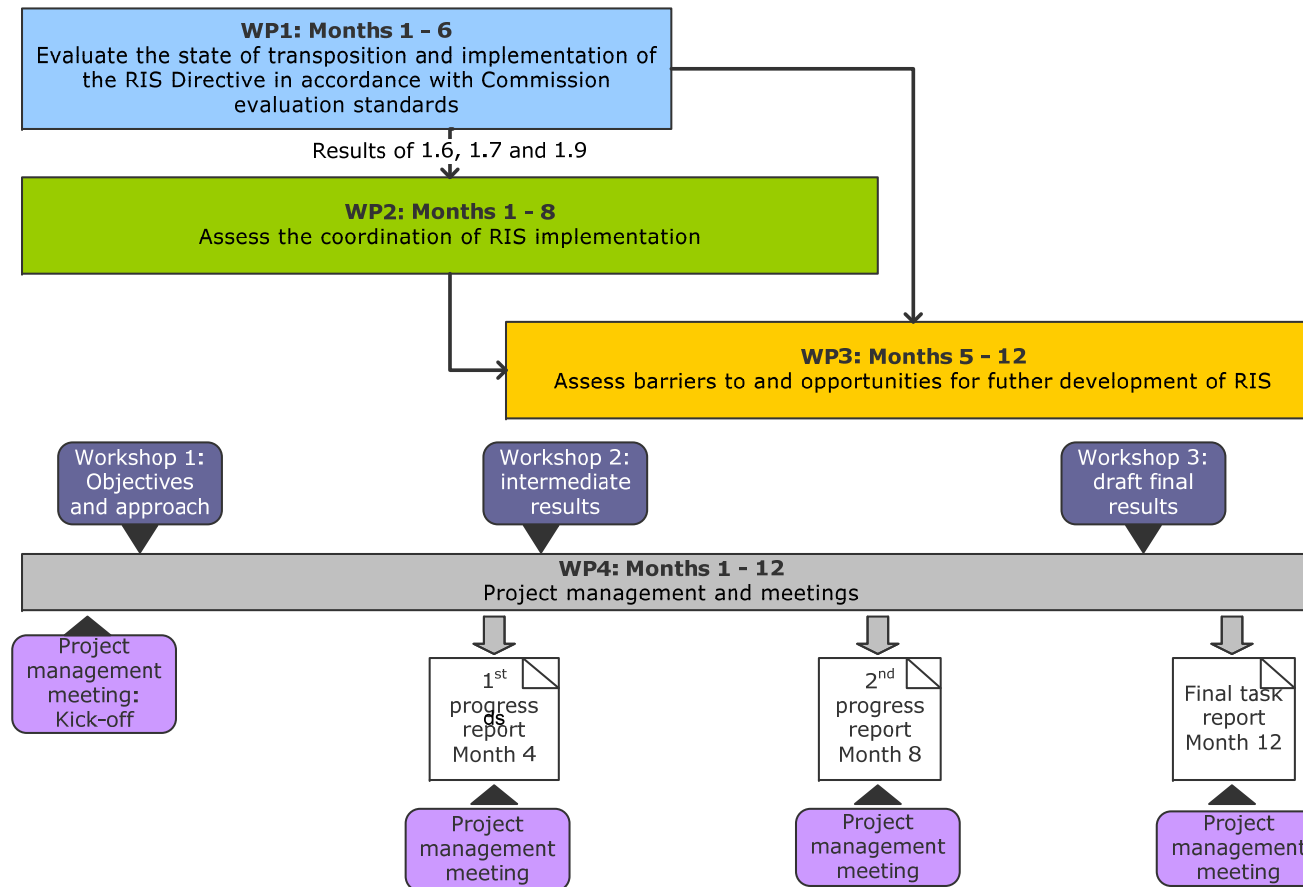 WP1: Months 1 - 6
Evaluate the state of transposition and implementation of
the RIS Directive in accordance with Commission
evaluation standards
Results of 1.6, 1.7 and 1.9
WP2: Months 1 - 8
Assess the coordination of RIS implementation
WP3: Months 5 - 12
Assess barriers to and opportunities for futher development of RIS
Workshop 1:
Objectives
and approach
Workshop 2:
intermediate
results
Workshop 3:
draft final
results
WP4: Months 1 - 12
Project management and meetings
Project
management
meeting:
Kick-off
1st
progress
ds
report
Month 4
2nd
progress
report
Month 8
Final task
report
Month 12
Project
management
meeting
Project
management
meeting
Project
management
meeting